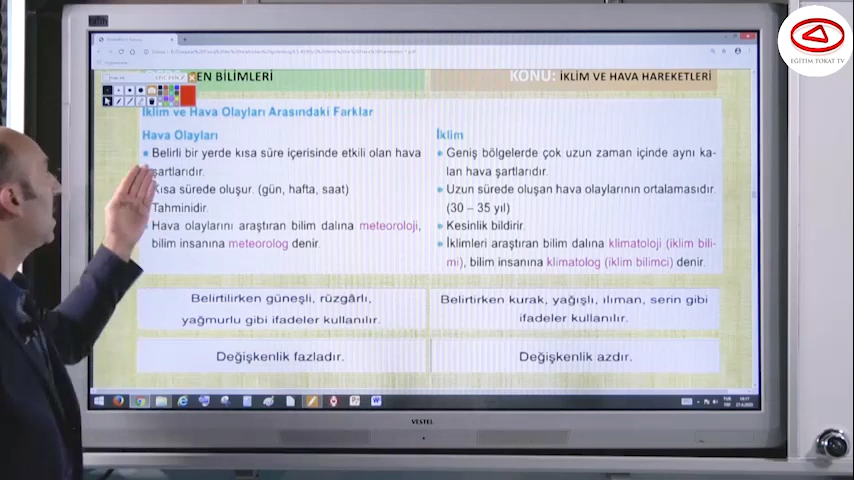 EN BİLİMLERİ
KONU: İKLİM VE HAVA HAREKETLERİ
İklim ve Hava Olayları Arasındaki Farklar
Hava Olayları
Belirli bir yerde kısa süre içerisinde etkili olan hava
şartlarıdır.
Kısa sürede oluşur. (gün, hafta, saat)
Tahminidir.
Hava olaylarını araştıran bilim dalına meteoroloji,
bilim insanına meteorolog denir.
İklim
Geniş bölgelerde çok uzun zaman içinde aynı ka-
lan hava şartlarıdır.
Uzun sürede oluşan hava olaylarının ortalamasıdır.
(30 – 35 yıl)
Kesinlik bildirir.
İklimleri araştıran bilim dalına klimatoloji (iklim bili-
mi), bilim insanına klimatolog (iklim bilimci) denir.
Belirtilirken güneşli, rüzgârlı,
yağmurlu gibi ifadeler kullanılır.
Belirtirken kurak, yağışlı, ılıman, serin gibi
ifadeler kullanılır.
Değişkenlik fazladır.
Değişkenlik azdır.
VESTEL
EĞİTİM TOKAT TV